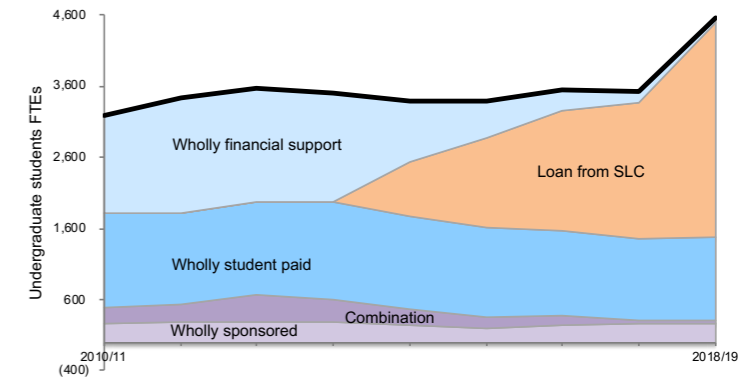 4,600
3,600
2,600
1,600
600
(400)
Undergraduate students FTEs
Wholly financial support
Loan from SLC
Wholly student paid
Combination
Wholly sponsored
2010/11
2018/19